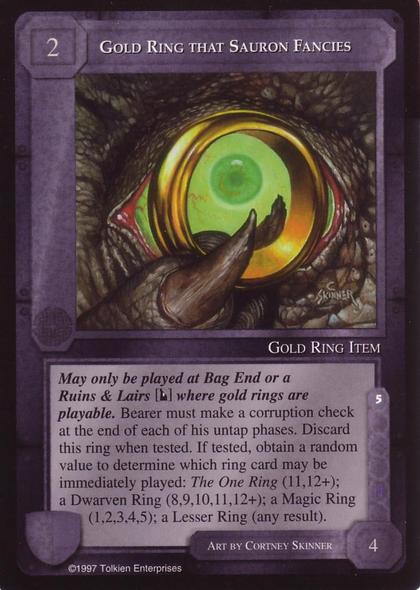 2
GOLD RING THAT SAURON FANCIES
C
SKINNER
GOLD RING ITEM
May only be played at Bag End or a
Ruins & Lairs [] where gold rings are
playable. Bearer must make a corruption check
at the end of each of his untap phases. Discard
this ring when tested. If tested, obtain a random
value to determine which ring card may be
immediately played: The One Ring (11,12+);
a Dwarven Ring (8,9,10,11,12+); a Magic Ring
(1,2,3,4,5); a Lesser Ring (any result).
5
ART BY CORTNEY SKINNER
4
©1997 Tolkien Enterprises